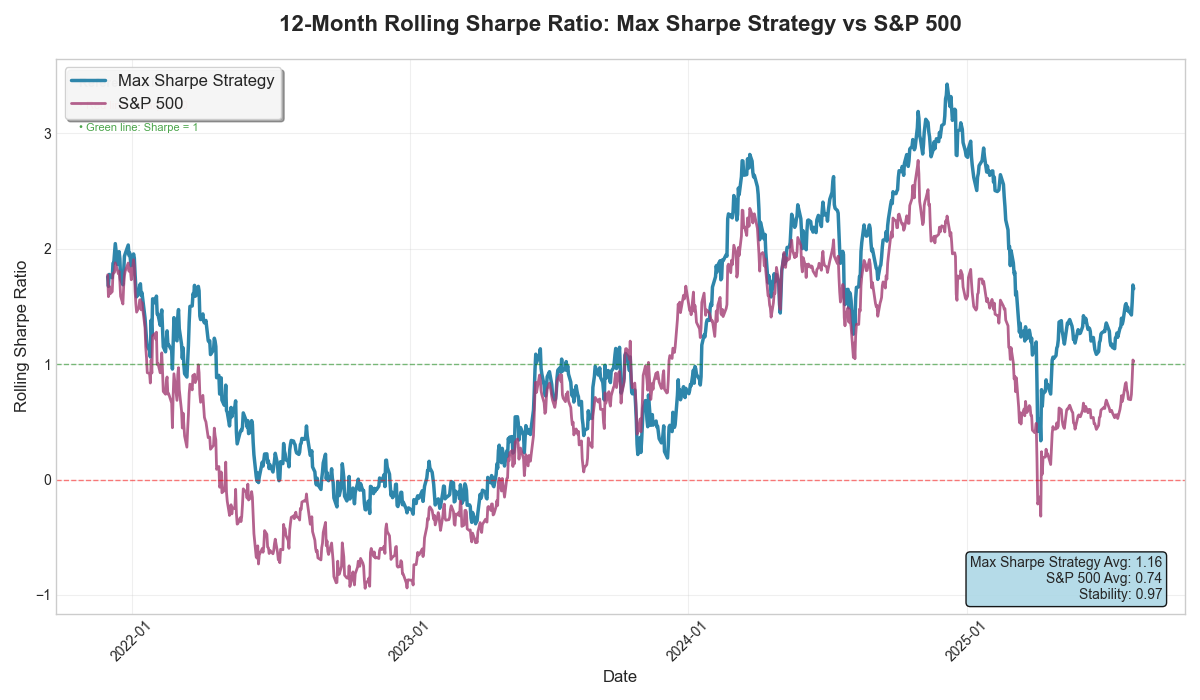 12-Month Rolling Sharpe Ratio: Max Sharpe Strategy vs S&P 500
Max Sharpe Strategy
S&P 500
• Green line: Sharpe = 1
Rolling Sharpe Ratio
3
2
1
0
−1
Max Sharpe Strategy Avg: 1.16
S&P 500 Avg: 0.74
Stability: 0.97
2022-01
2023-01
2024-01
2025-01
Date